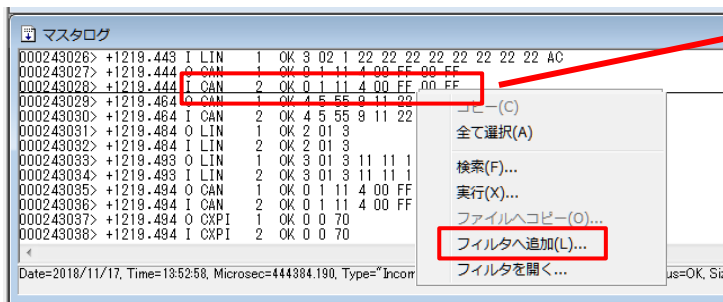 マスタログ
000243026> +1219.443 I LIN 1 OK 3 02 1 22 22 22 22 22 22 22 22 AC
000243027> +1219.444 O CAN 1 OK 0 1 11 4 00 FF 00 FF
000243028> +1219.444 I CAN 2 OK 0 1 11 4 00 FF 00 FF
000243029> +1219.464 O CAN 1 OK 4 5 55 9 11 22
000243030> +1219.464 I CAN 2 OK 4 5 55 9 11 22
000243031> +1219.484 O LIN 1 OK 2 01 3
000243032> +1219.484 I LIN 2 OK 2 01 3
000243033> +1219.493 O LIN 1 OK 3 01 3 11 11 1
000243034> +1219.493 I LIN 2 OK 3 01 3 11 11 1
000243035> +1219.494 O CAN 1 OK 0 1 11 4 00 FF
000243036> +1219.494 I CAN 2 OK 0 1 11 4 00 FF
000243037> +1219.494 O CXPI 1 OK 0 0 70
000243038> +1219.494 I CXPI 2 OK 0 0 70
コピー(C)
全て選択(A)
検索(F)...
実行(X)...
ファイルへコピー(O)...
フィルタへ追加(L)...
フィルタを開く...
Date=2018/11/17, Time=13:52:58, Microsec=444384.190, Type="Incom us=OK, Si